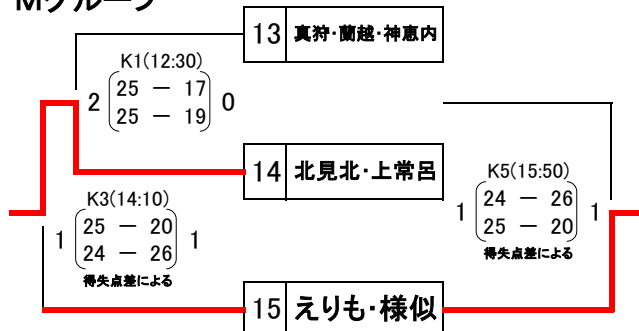 Mグループ
13 真狩・蘭越・神恵内
K1(12:30)
2 25 － 17 0
25 － 19
14 北見北・上常呂
K3(14:10)
1 25 － 20 1
24 － 26
得失点差による
K5(15:50)
1 24 － 26 1
25 － 20
得失点差による
15 えりも・様似